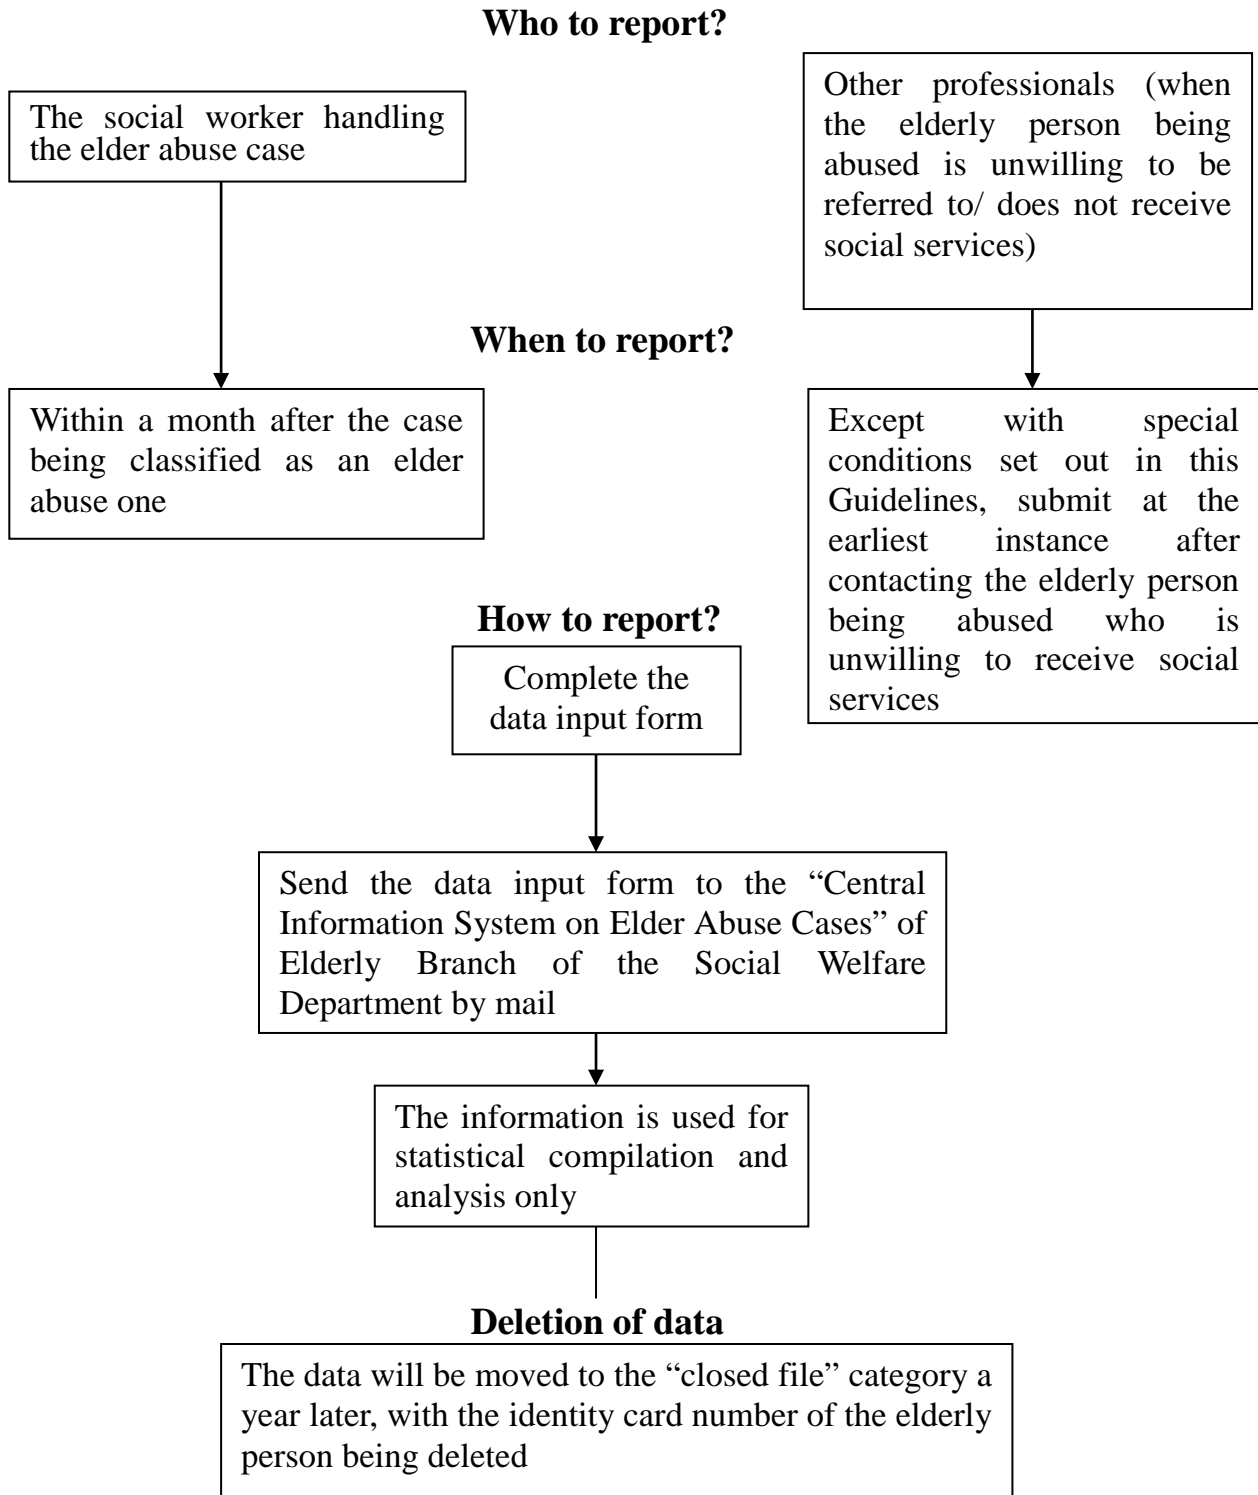 Who to report?
The social worker handling
the elder abuse case
Other professionals (when
the elderly person being
abused is unwilling to be
referred to/ does not receive
social services)
When to report?
Within a month after the case
being classified as an elder
abuse one
Except with special
conditions set out in this
Guidelines, submit at the
earliest instance after
contacting the elderly person
being abused who is
unwilling to receive social
services
How to report?
Complete the
data input form
Send the data input form to the “Central
Information System on Elder Abuse Cases” of
Elderly Branch of the Social Welfare
Department by mail
The information is used for
statistical compilation and
analysis only
Deletion of data
The data will be moved to the “closed file” category a
year later, with the identity card number of the elderly
person being deleted